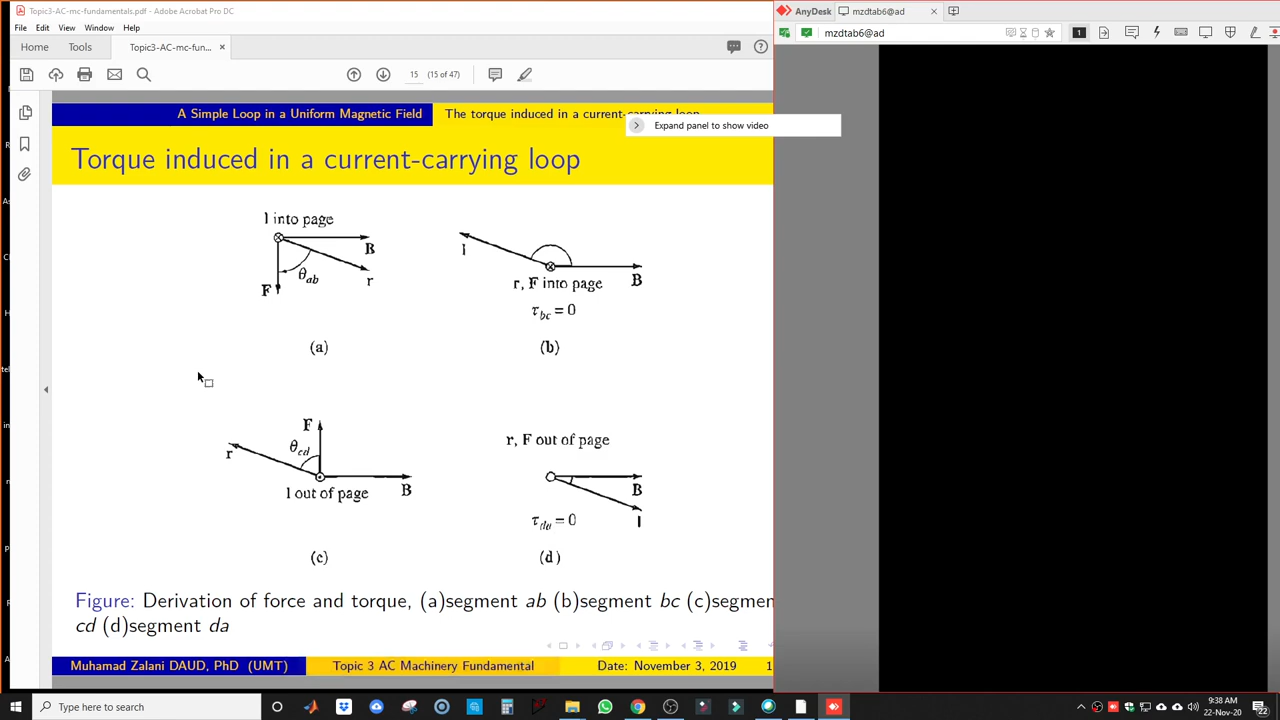 Topic3-AC-mc-fundamentals.pdf - Adobe Acrobat Pro DC
File Edit View Window Help
Home Tools Topic3-AC-mc-fun... ×
15 (15 of 47)
A Simple Loop in a Uniform Magnetic Field The torque induced in a current-carrying loop
Expand panel to show video
Torque induced in a current-carrying loop
l into page
B
θab
r
F
(a)
l
r, F into page
B
τbc = 0
(b)
F
θcd
r
l out of page
B
(c)
r, F out of page
B
l
τda = 0
(d)
Figure: Derivation of force and torque, (a)segment ab (b)segment bc (c)segmen
cd (d)segment da
Muhamad Zalani DAUD, PhD (UMT) Topic 3 AC Machinery Fundamental Date: November 3, 2019 1
AnyDesk mzdtab6@ad
mzdtab6@ad
1
Type here to search
9:38 AM
22-Nov-20
22